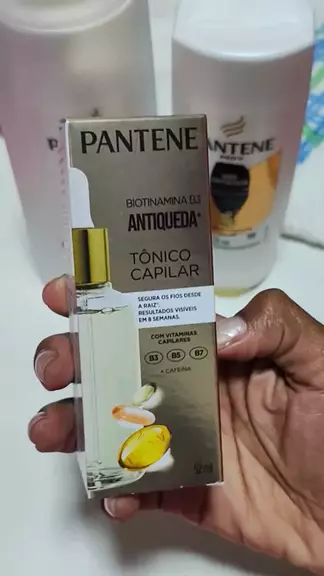 PANTENE
BIOTINAMINA B3
ANTIQUEDA*
TÔNICO
CAPILAR
SEGURA OS FIOS DESDE
A RAIZ*.
RESULTADOS VISÍVEIS
EM 8 SEMANAS.
COM VITAMINAS
CAPILARES
B3 B5 B7
+ CAFEÍNA
ANTENE